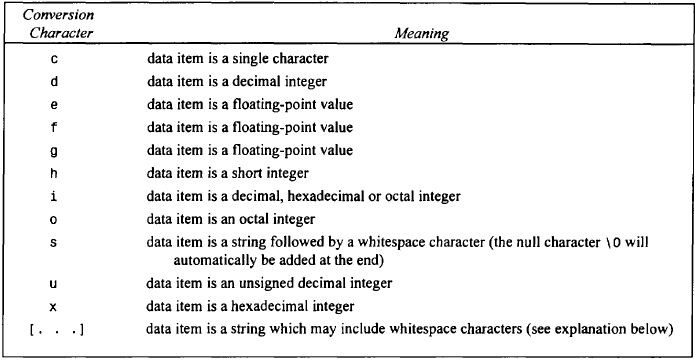 Conversion
Character Meaning
c data item is a single character
d data item is a decimal integer
e data item is a floating-point value
f data item is a floating-point value
g data item is a floating-point value
h data item is a short integer
i data item is a decimal, hexadecimal or octal integer
o data item is an octal integer
s data item is a string followed by a whitespace character (the null character \0 will
automatically be added at the end)
u data item is an unsigned decimal integer
x data item is a hexadecimal integer
[. . .] data item is a string which may include whitespace characters (see explanation below)